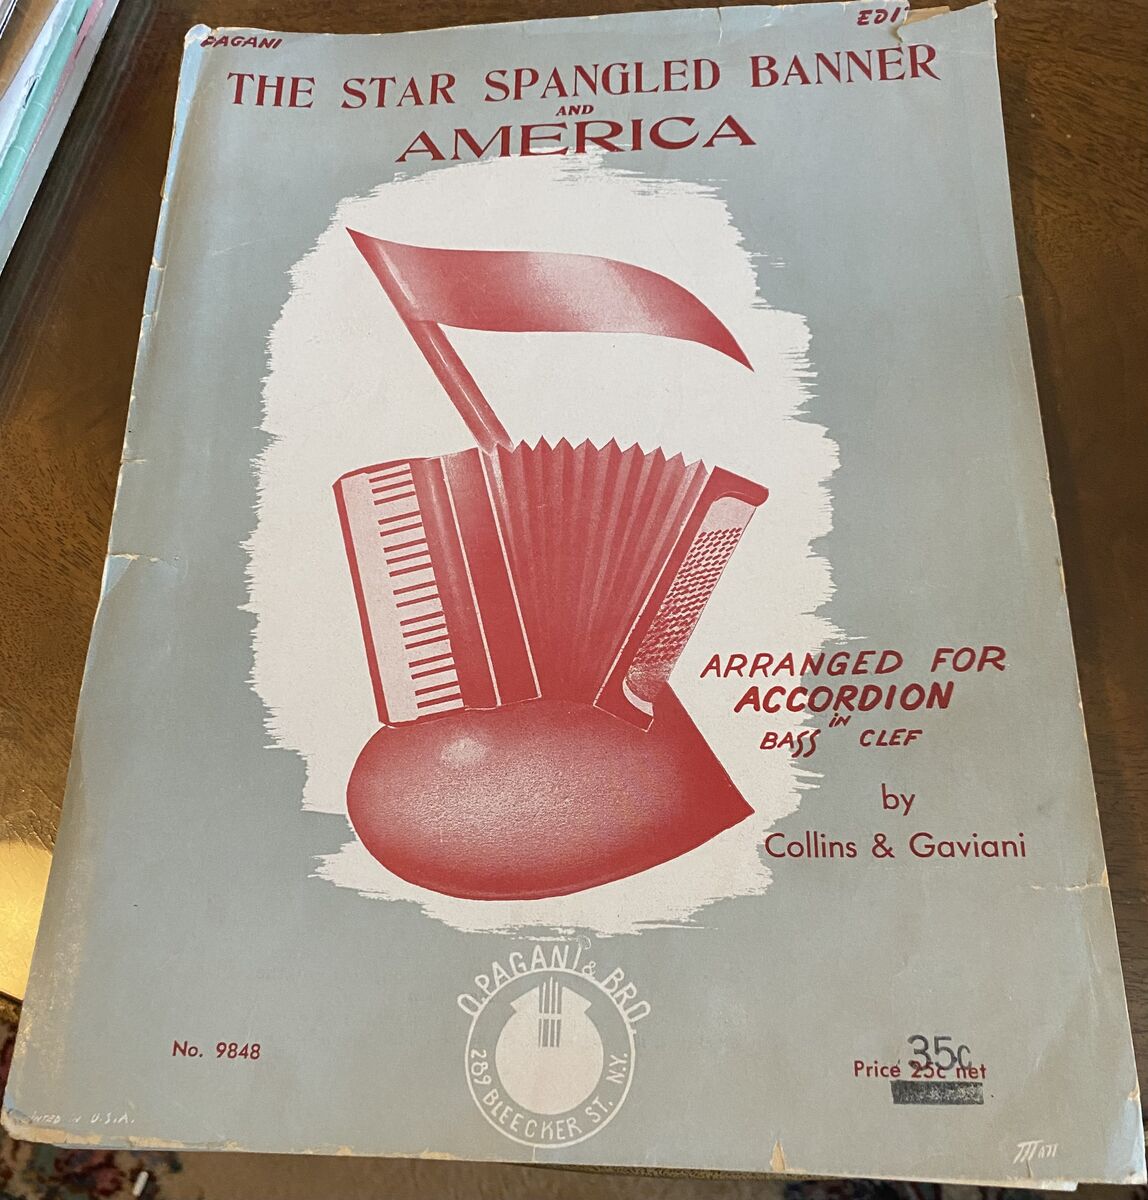 PAGANI
EDI
THE STAR SPANGLED BANNER
AND
AMERICA
ARRANGED FOR
ACCORDION
in
BASS CLEF
by
Collins & Gaviani
O. PAGANI & BRO.
289 BLEECKER ST. N.Y.
No. 9848
35c
Price 25c net
U.S.A.